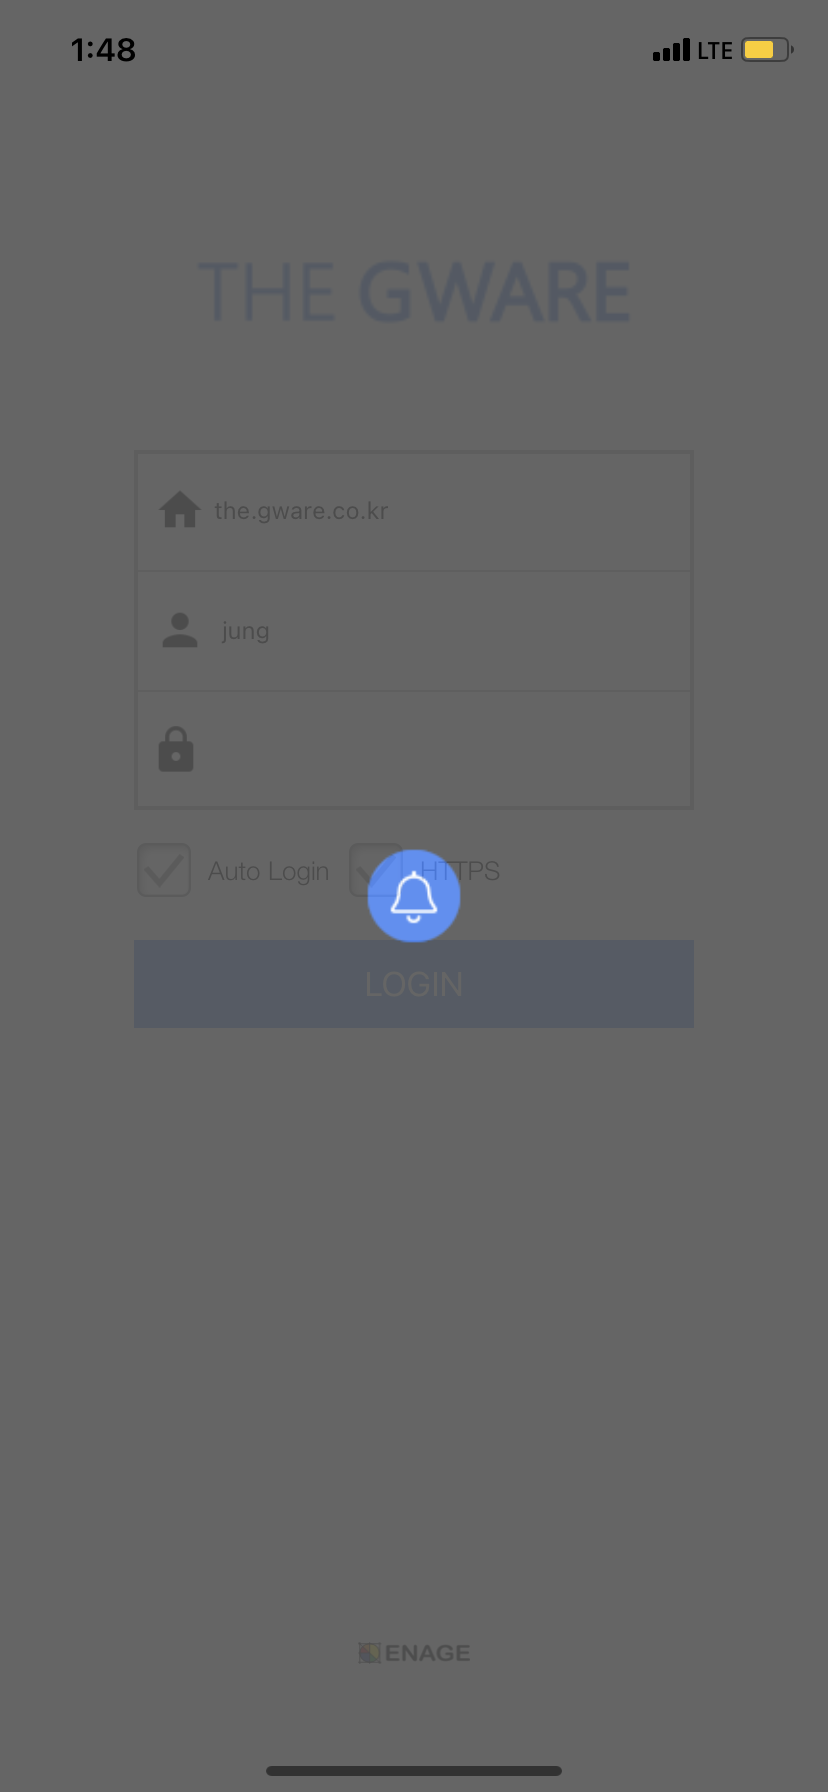 1:48 LTE
THE GWARE
the.gware.co.kr
jung
Auto Login HTTPS
LOGIN
ENAGE